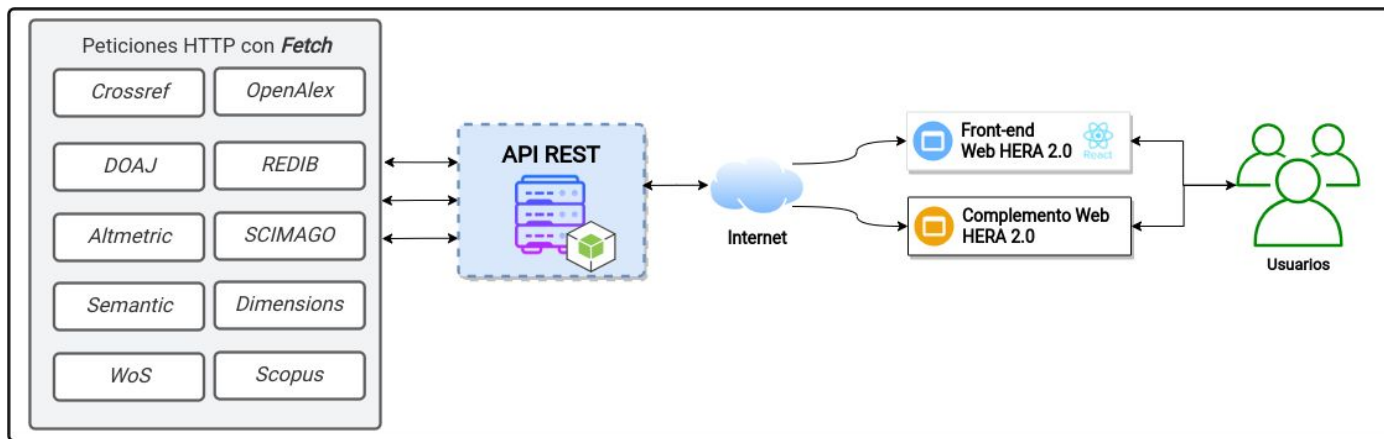 Peticiones HTTP con Fetch
Crossref
OpenAlex
DOAJ
REDIB
Altmetric
SCIMAGO
Semantic
Dimensions
WoS
Scopus
API REST
Internet
Front-end
Web HERA 2.0
React
Complemento Web
HERA 2.0
Usuarios